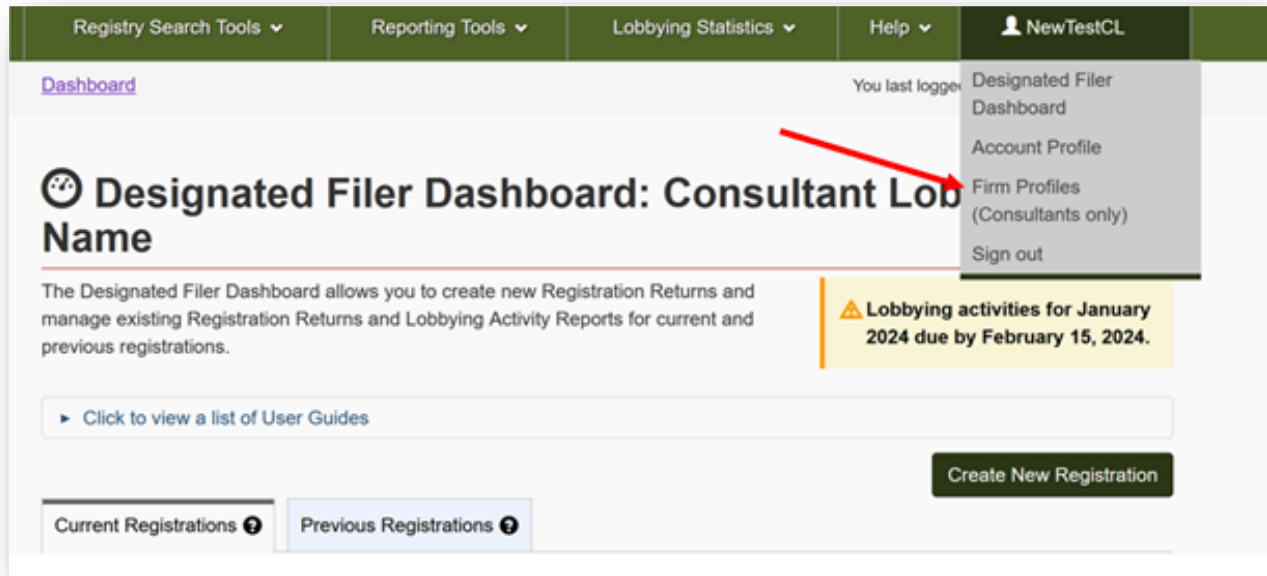 Registry Search Tools Reporting Tools Lobbying Statistics Help NewTestCL
Dashboard You last logged
Designated Filer
Dashboard
Account Profile
Firm Profiles
(Consultants only)
Sign out
Designated Filer Dashboard: Consultant Lob
Name
The Designated Filer Dashboard allows you to create new Registration Returns and
manage existing Registration Returns and Lobbying Activity Reports for current and
previous registrations.
Lobbying activities for January
2024 due by February 15, 2024.
Click to view a list of User Guides
Create New Registration
Current Registrations Previous Registrations